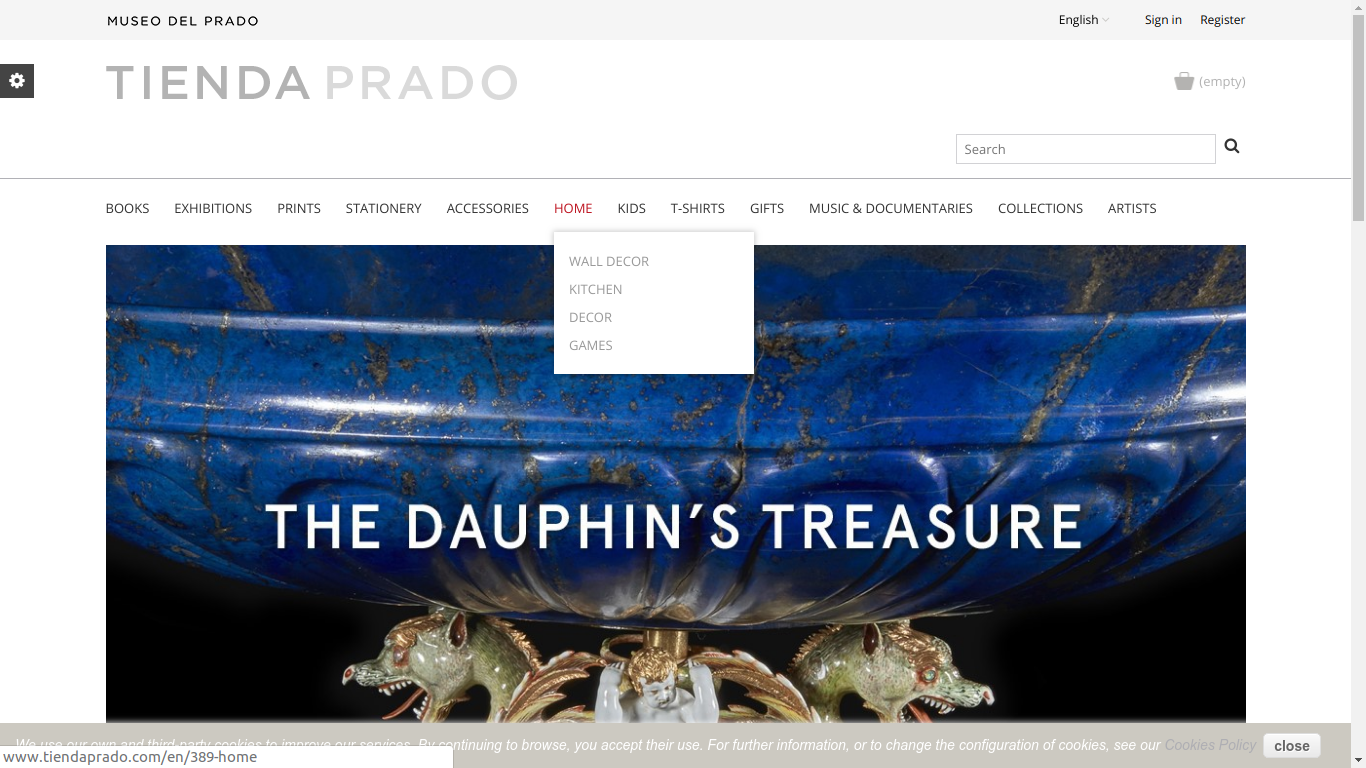 MUSEO DEL PRADO
English
Sign in
Register
TIENDA PRADO
(empty)
Search
BOOKS EXHIBITIONS PRINTS STATIONERY ACCESSORIES HOME KIDS T-SHIRTS GIFTS MUSIC & DOCUMENTARIES COLLECTIONS ARTISTS
WALL DECOR
KITCHEN
DECOR
GAMES
THE DAUPHIN'S TREASURE
We use our own and third-party cookies to improve our services. By continuing to browse, you accept their use. For further information, or to change the configuration of cookies, see our Cookies Policy
close
www.tiendaprado.com/en/389-home